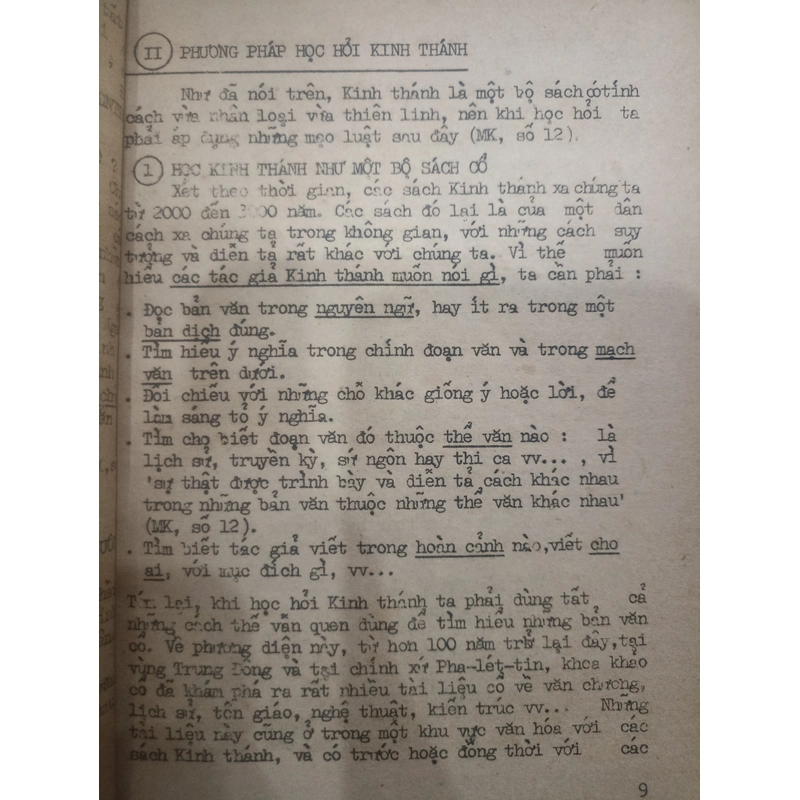 II PHƯƠNG PHÁP HỌC HỎI KINH THÁNH
Như đã nói trên, Kinh thánh là một bộ sách có tính
cách vừa nhân loại vừa thiên linh, nên khi học hỏi ta
phải áp dụng những mẹo luật sau đây (MK, số 12).
1 HỌC KINH THÁNH NHƯ MỘT BỘ SÁCH CỔ
Xét theo thời gian, các sách Kinh thánh xa chúng ta
từ 2000 đến 3000 năm. Các sách đó lại là của một dân
cách xa chúng ta trong không gian, với những cách suy
tưởng và diễn tả rất khác với chúng ta. Vì thế muốn
hiểu các tác giả Kinh thánh muốn nói gì, ta cần phải :
. Đọc bản văn trong nguyên ngữ, hay ít ra trong một
bản dịch đúng.
. Tìm hiểu ý nghĩa trong chính đoạn văn và trong mạch
văn trên dưới.
. Đối chiếu với những chỗ khác giống ý hoặc lời, để
làm sáng tỏ ý nghĩa.
. Tìm cho biết đoạn văn đó thuộc thể văn nào : là
lịch sử, truyền kỳ, sứ ngôn hay thi ca vv... , vì
'sự thật được trình bày và diễn tả cách khác nhau
trong những bản văn thuộc những thể văn khác nhau'
(MK, số 12).
. Tìm biết tác giả viết trong hoàn cảnh nào,viết cho
ai, với mục đích gì, vv...
Tóm lại, khi học hỏi Kinh thánh ta phải dùng tất cả
những cách thế vẫn quen dùng để tìm hiểu những bản văn
cổ. Về phương diện này, từ hơn 100 năm trở lại đây,tại
vùng Trung Đông và tại chính xứ Pha-lét-tin, khoa khảo
cổ đã khám phá ra rất nhiều tài liệu cổ về văn chương,
lịch sử, tôn giáo, nghệ thuật, kiến trúc vv... Những
tài liệu này cũng ở trong một khu vực văn hóa với các
sách Kinh thánh, và có trước hoặc đồng thời với các
9